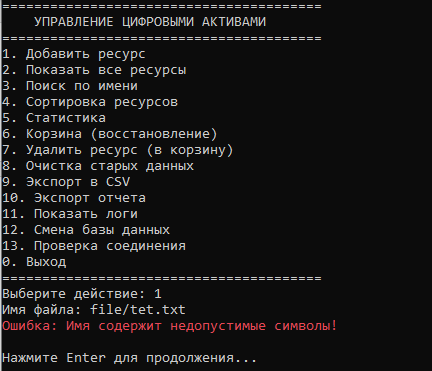 ========================================
УПРАВЛЕНИЕ ЦИФРОВЫМИ АКТИВАМИ
========================================
1. Добавить ресурс
2. Показать все ресурсы
3. Поиск по имени
4. Сортировка ресурсов
5. Статистика
6. Корзина (восстановление)
7. Удалить ресурс (в корзину)
8. Очистка старых данных
9. Экспорт в CSV
10. Экспорт отчета
11. Показать логи
12. Смена базы данных
13. Проверка соединения
0. Выход
========================================
Выберите действие: 1
Имя файла: file/tet.txt
Ошибка: Имя содержит недопустимые символы!
Нажмите Enter для продолжения...